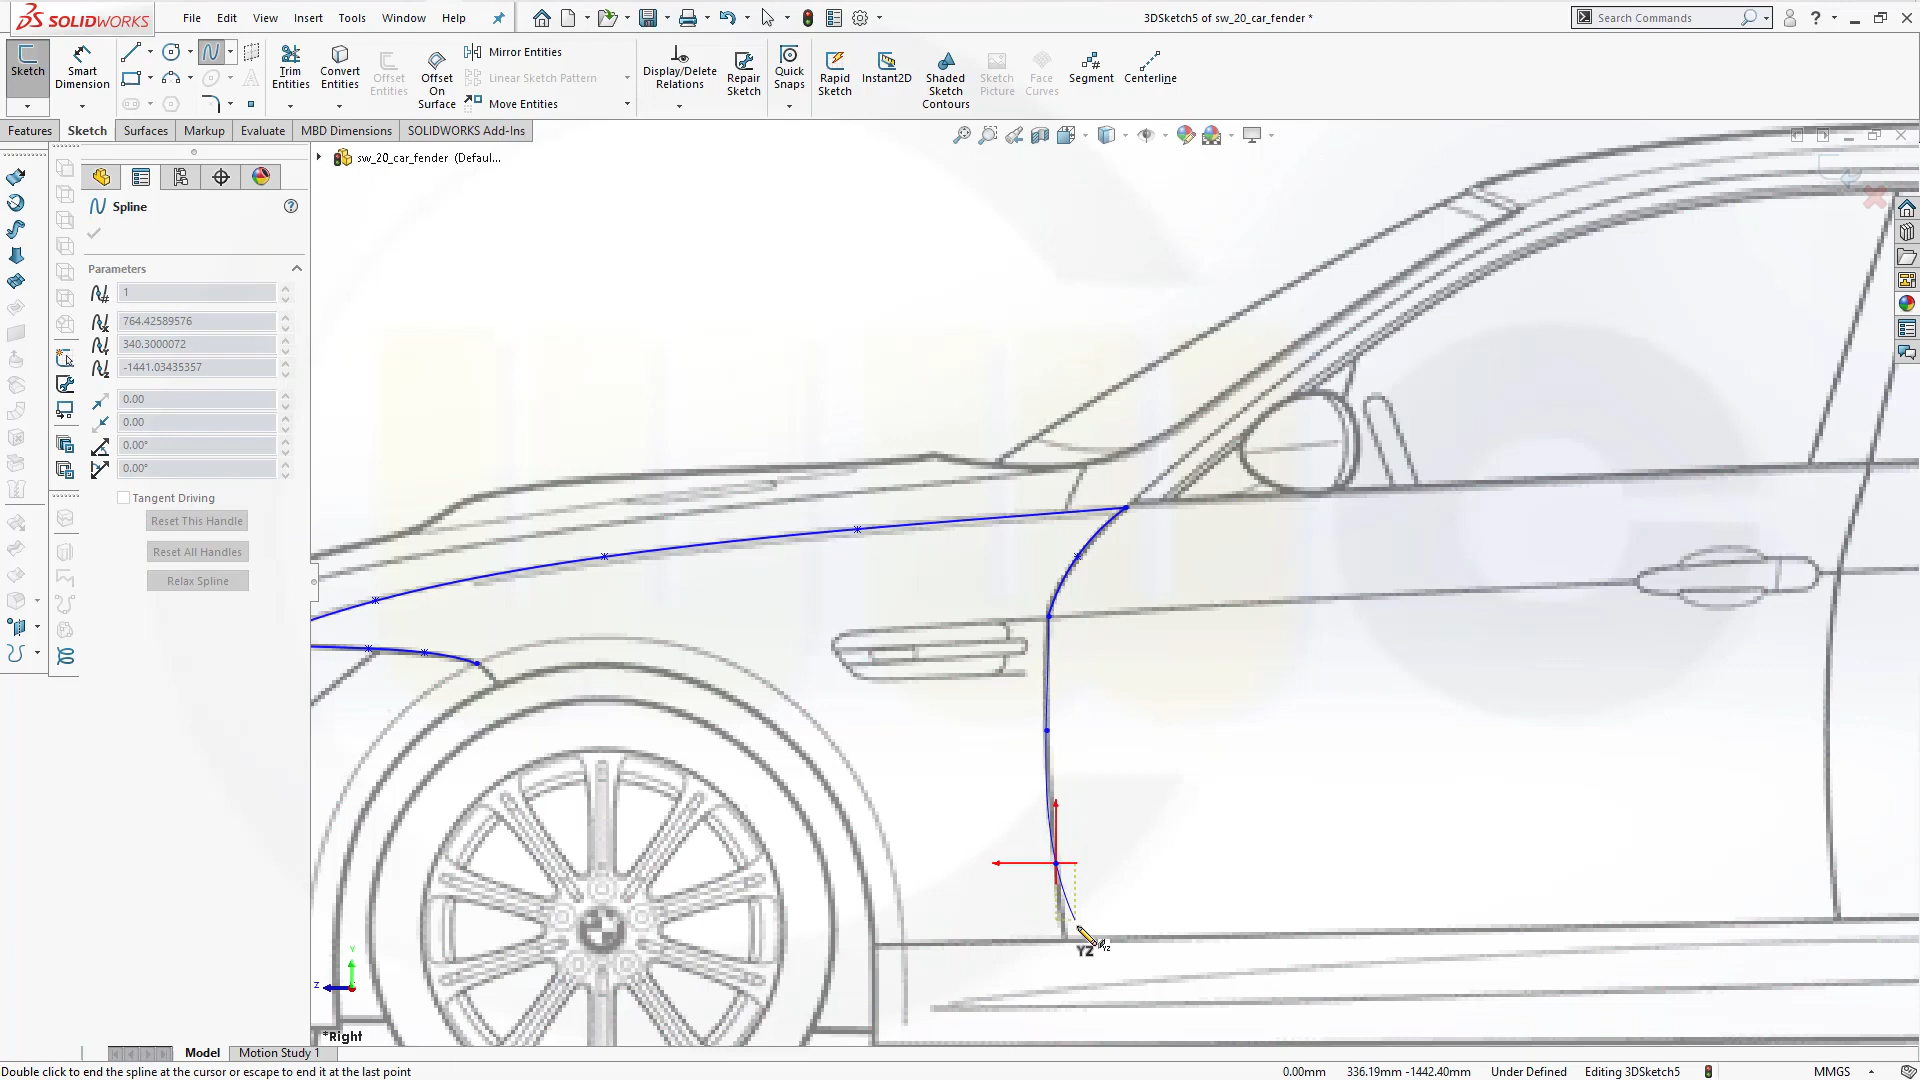 SOLIDWORKS
File Edit View Insert Tools Window Help
3DSketch5 of sw_20_car_fender *
Search Commands
Sketch
Smart Dimension
Trim Entities
Convert Entities
Offset Entities
Offset On Surface
Mirror Entities
Linear Sketch Pattern
Move Entities
Display/Delete Relations
Repair Sketch
Quick Snaps
Rapid Sketch
Instant2D
Shaded Sketch Contours
Sketch Picture
Face Curves
Segment
Centerline
Features Sketch Surfaces Markup Evaluate MBD Dimensions SOLIDWORKS Add-Ins
sw_20_car_fender (Defaul...
Spline
Parameters
1
764.42589576
340.3000072
-1441.03435357
0.00
0.00
0.00°
0.00°
Tangent Driving
Reset This Handle
Reset All Handles
Relax Spline
YZ
Y
Z
*Right
Model Motion Study 1
Double click to end the spline at the cursor or escape to end it at the last point
0.00mm 336.19mm -1442.40mm Under Defined Editing 3DSketch5 MMGS